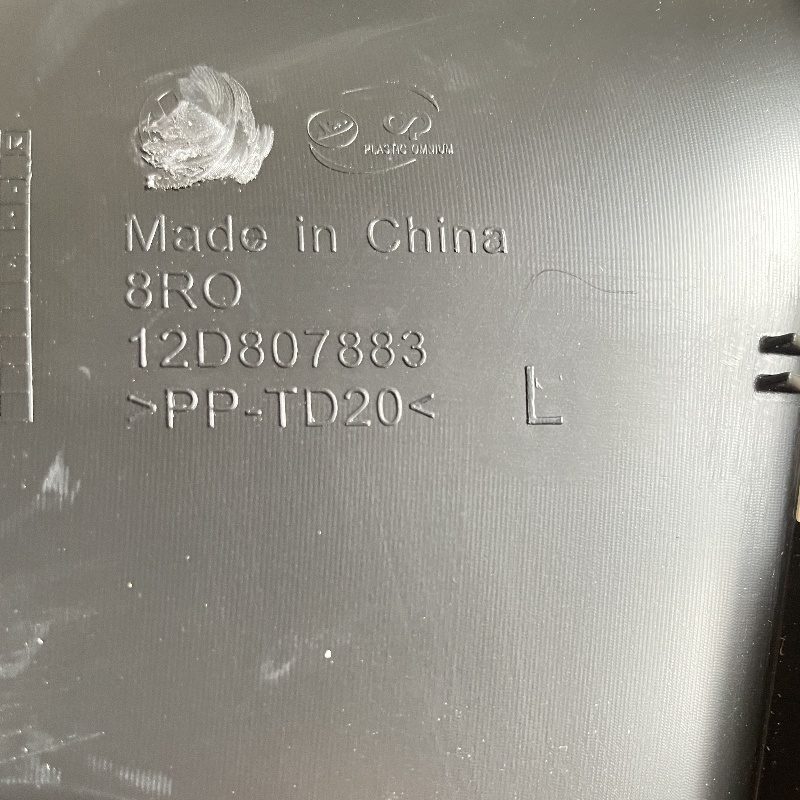 PLASTIC OMNIUM
Made in China
8RO
12D807883
>PP-TD20<
L